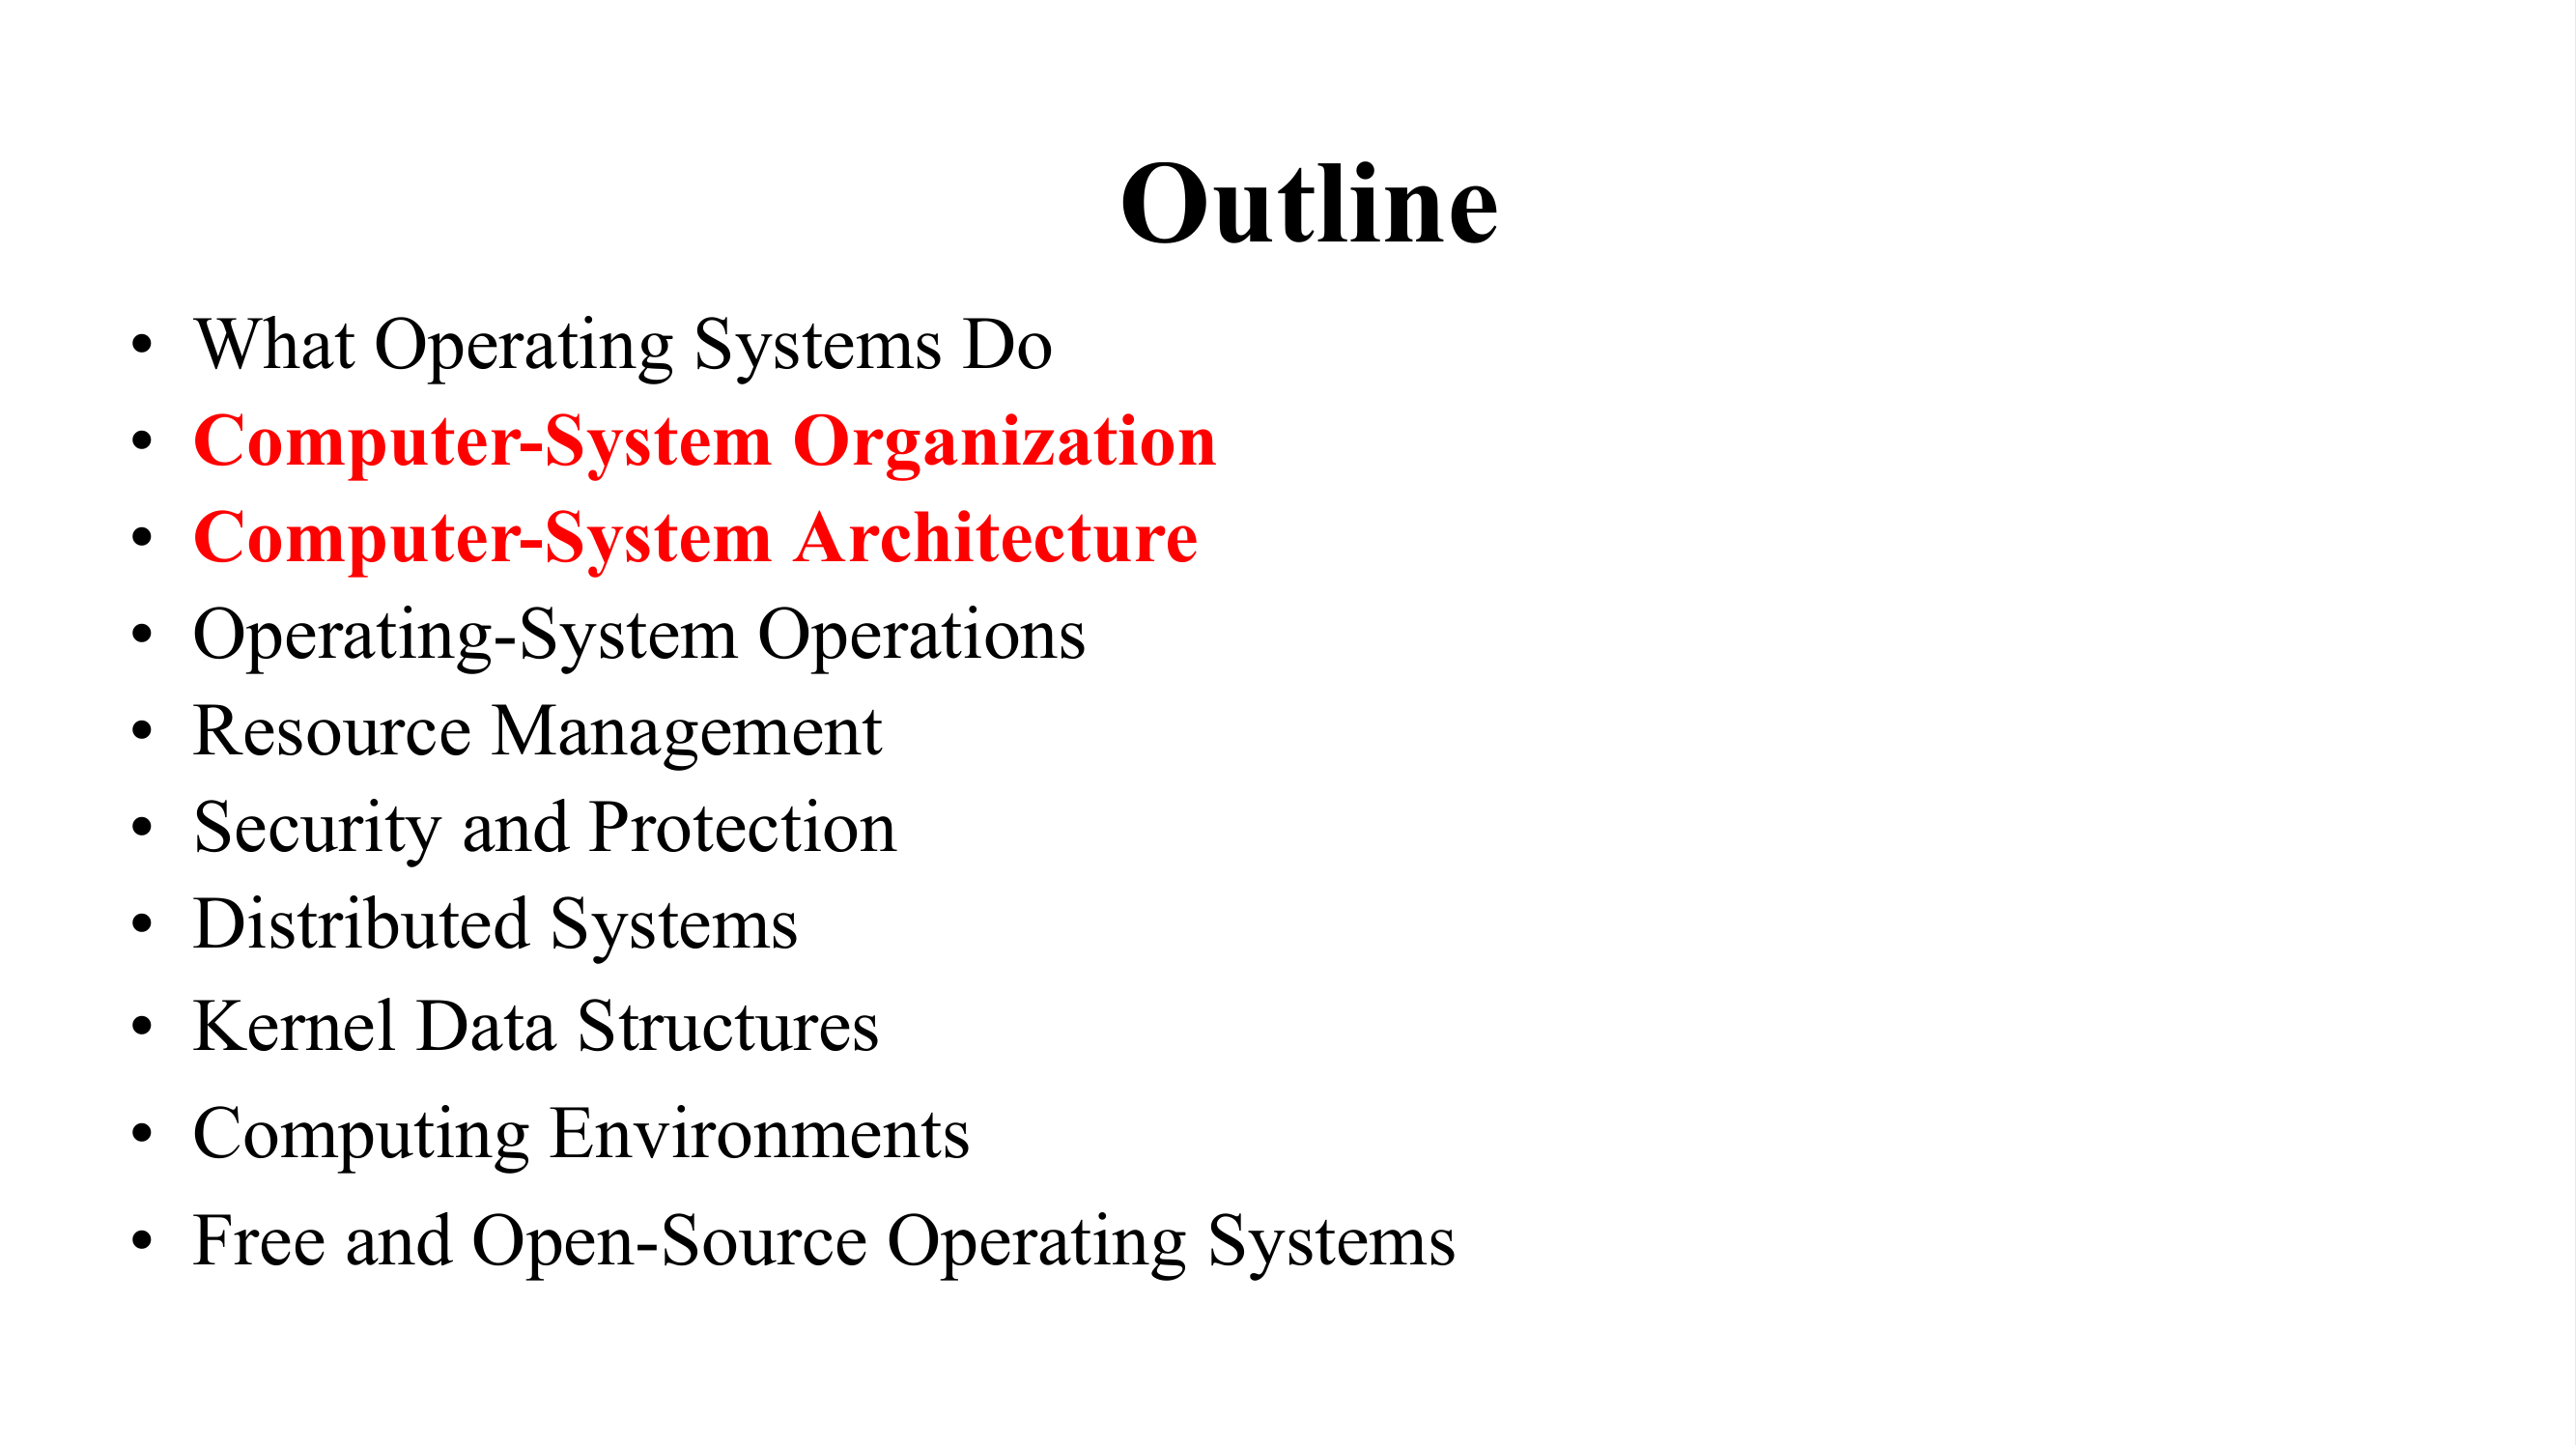 Outline
• What Operating Systems Do
• Computer-System Organization
• Computer-System Architecture
• Operating-System Operations
• Resource Management
• Security and Protection
• Distributed Systems
• Kernel Data Structures
• Computing Environments
• Free and Open-Source Operating Systems